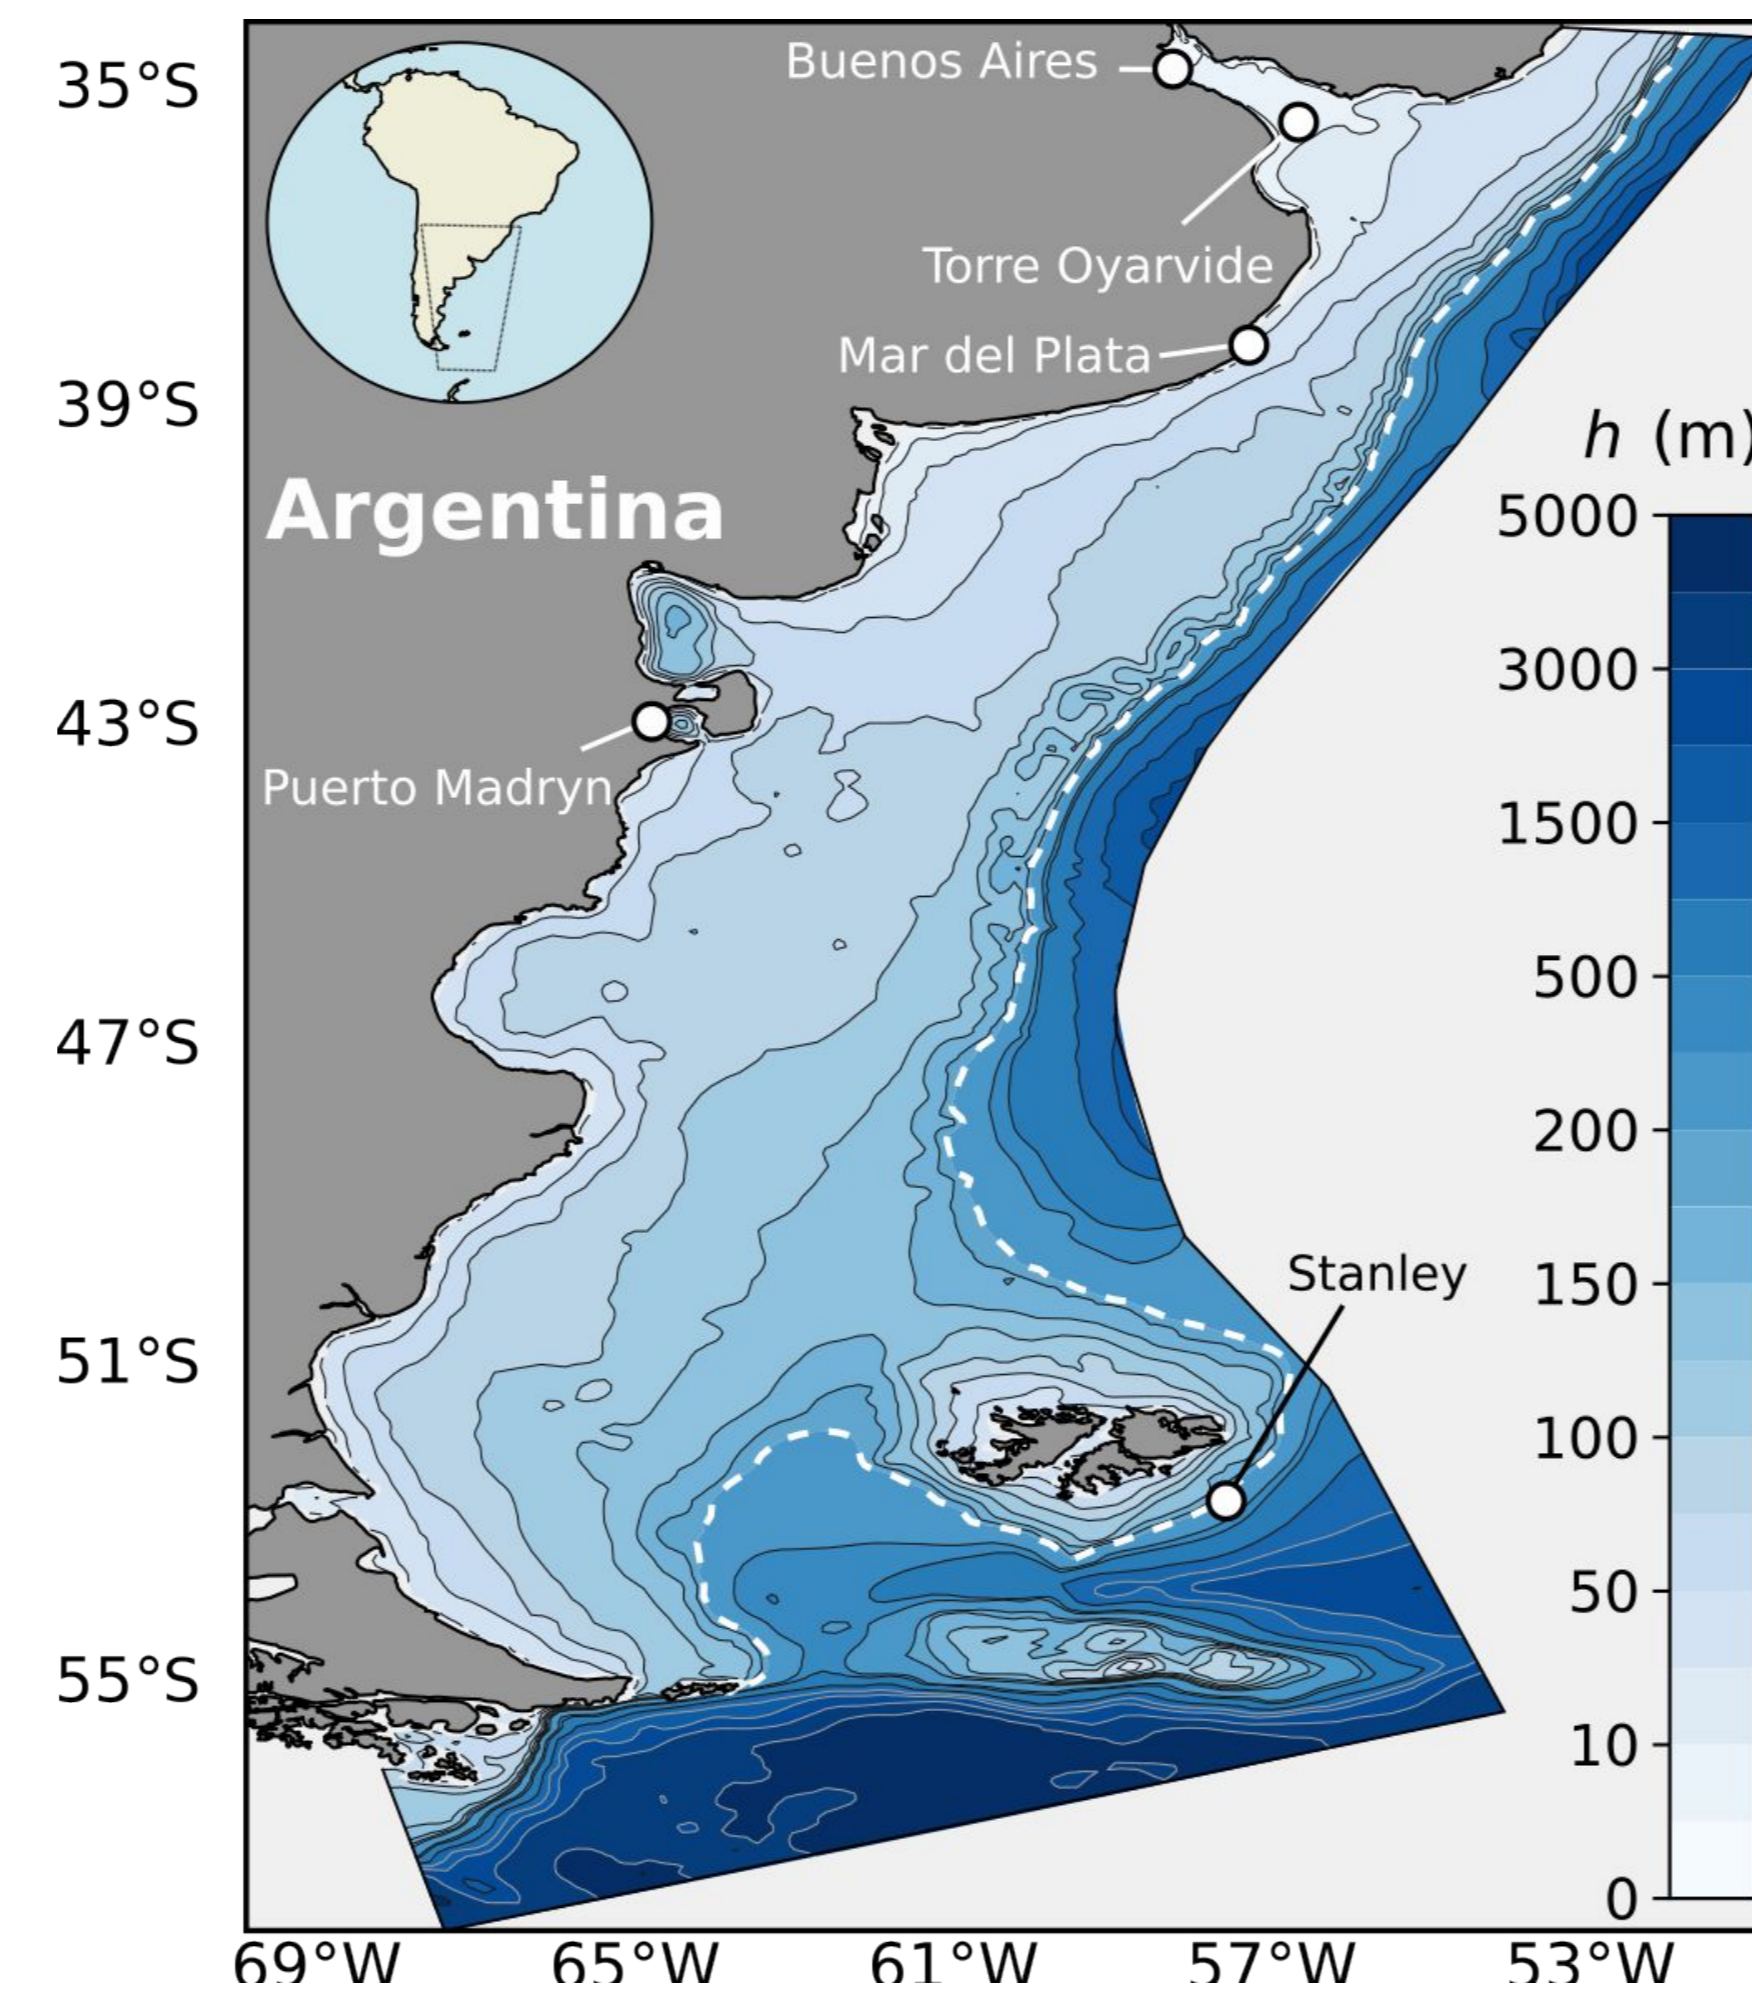 35°S
39°S
43°S
47°S
51°S
55°S
Buenos Aires
Torre Oyarvide
Mar del Plata
Argentina
Puerto Madryn
Stanley
h (m)
5000
3000
1500
500
200
150
100
50
10
0
69°W
65°W
61°W
57°W
53°W